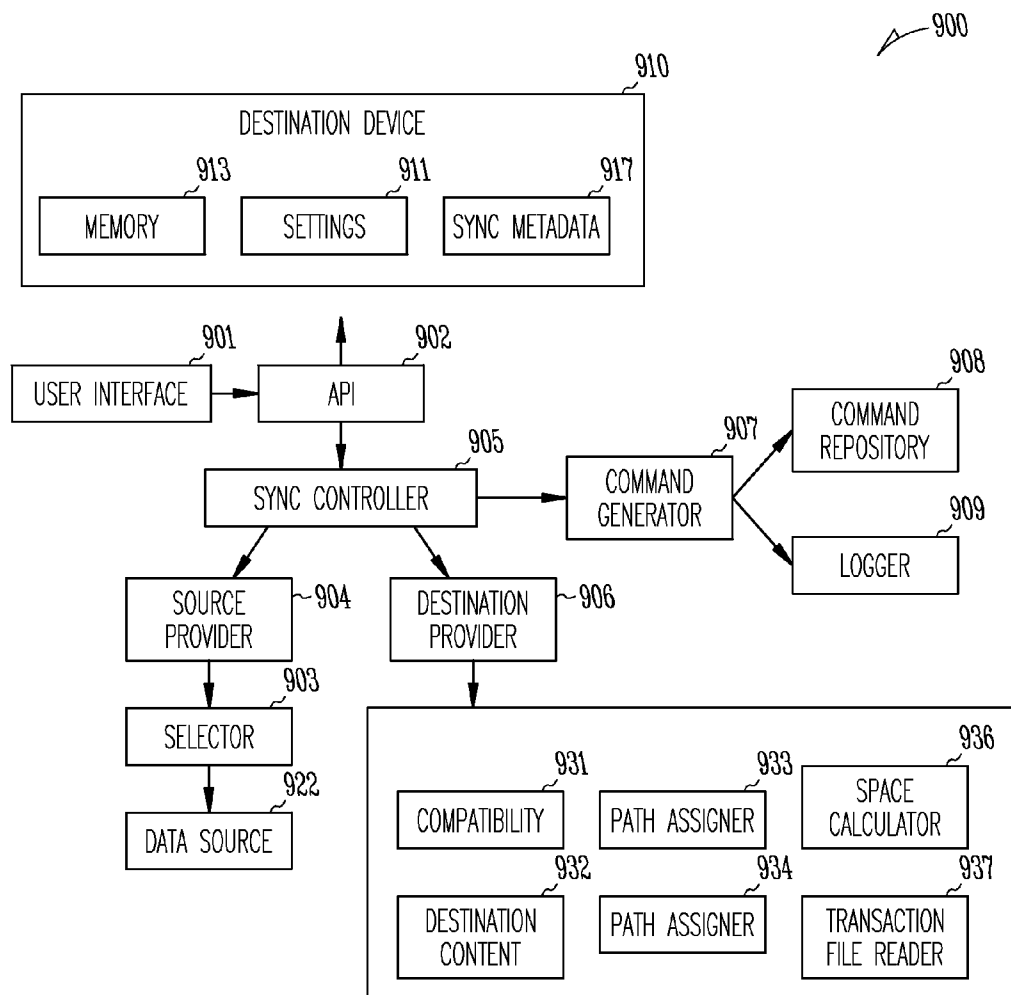 900
910
DESTINATION DEVICE
913
911
917
MEMORY
SETTINGS
SYNC METADATA
901
902
USER INTERFACE
API
908
COMMAND
REPOSITORY
905
907
SYNC CONTROLLER
COMMAND
GENERATOR
909
LOGGER
SOURCE
PROVIDER
904
DESTINATION
PROVIDER
906
903
SELECTOR
922
DATA SOURCE
931
933
936
COMPATIBILITY
PATH ASSIGNER
SPACE
CALCULATOR
932
934
937
DESTINATION
CONTENT
PATH ASSIGNER
TRANSACTION
FILE READER